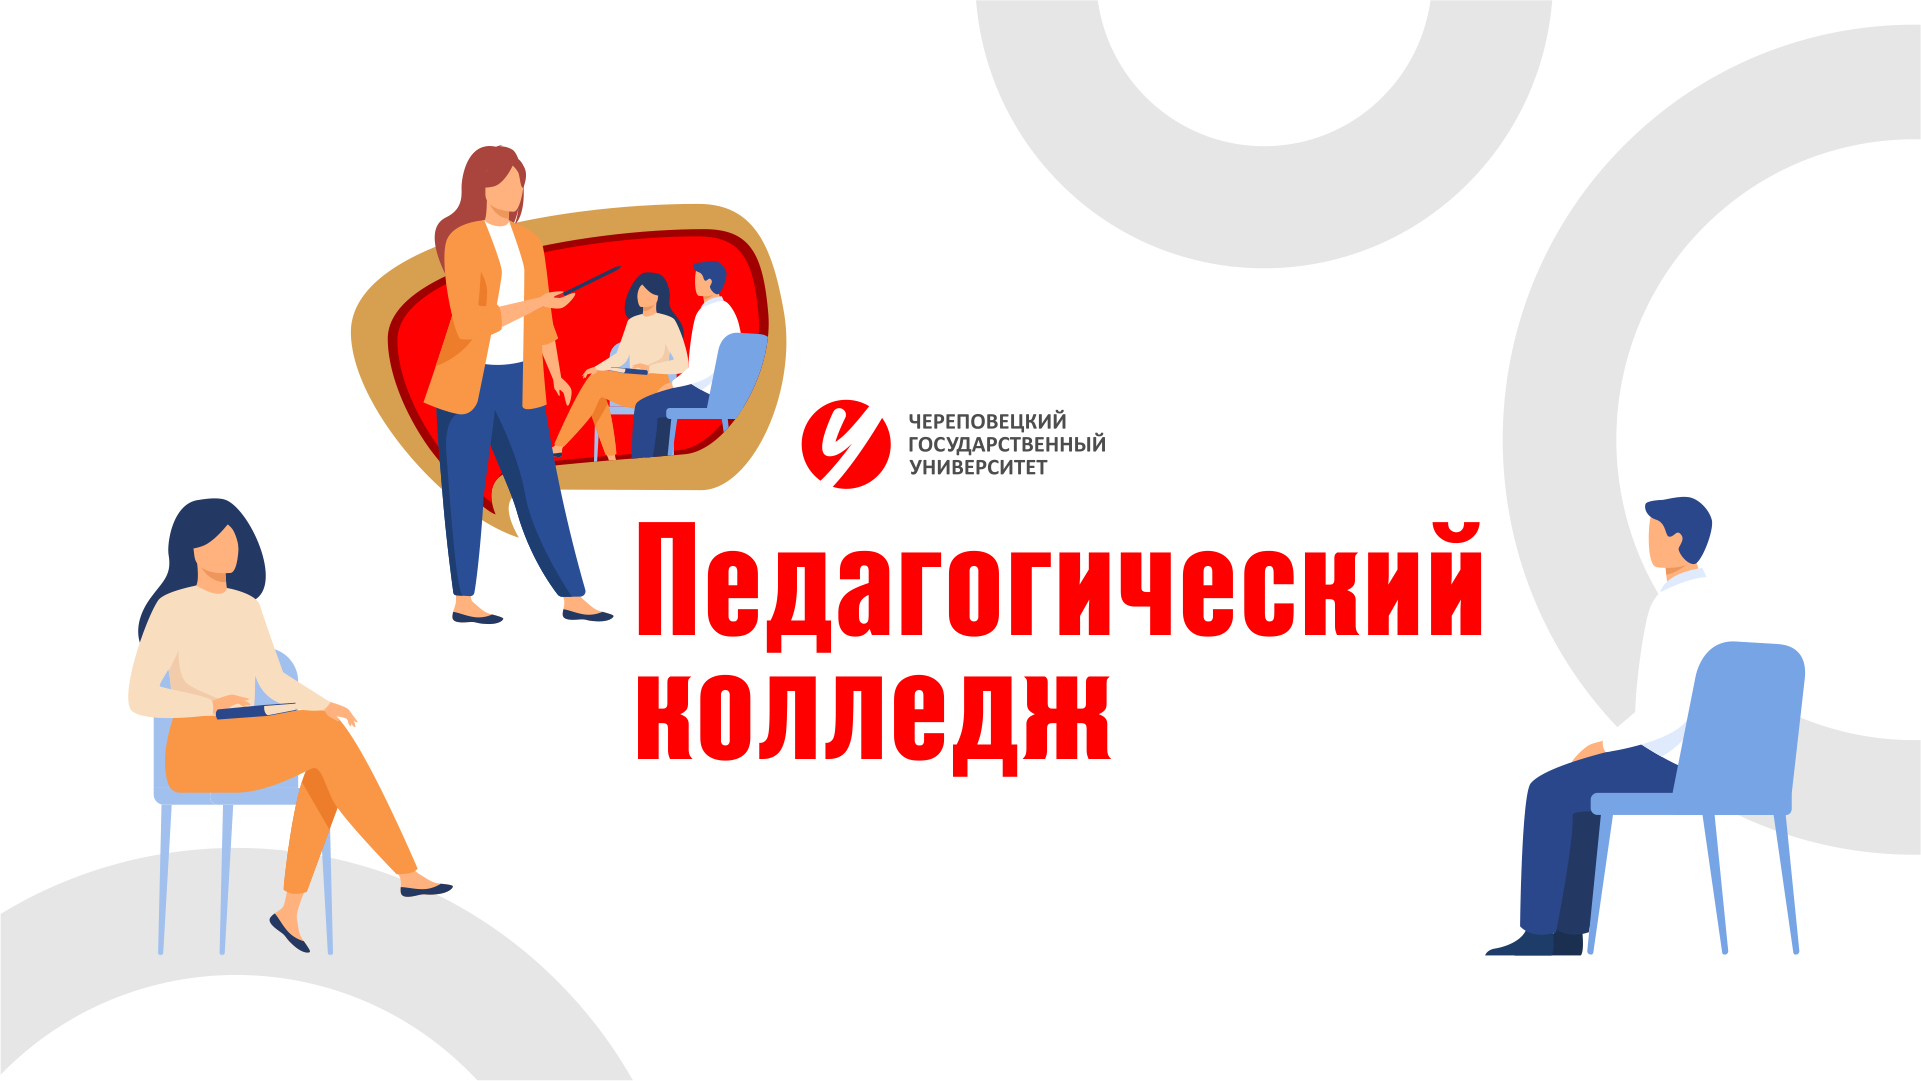 ЧЕРЕПОВЕЦКИЙ
ГОСУДАРСТВЕННЫЙ
УНИВЕРСИТЕТ
Педагогический
колледж